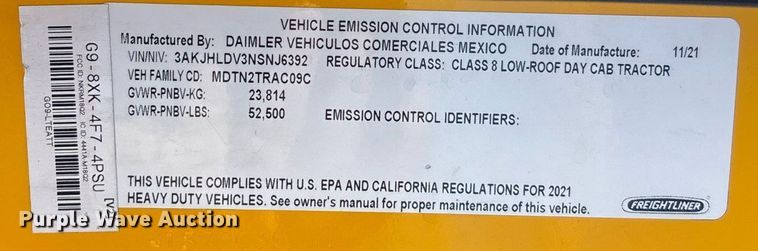 VEHICLE EMISSION CONTROL INFORMATION
Manufactured By: DAIMLER VEHICULOS COMERCIALES MEXICO Date of Manufacture: 11/21
VIN/NIV: 3AKJHLDV3NSNJ6392 REGULATORY CLASS: CLASS 8 LOW-ROOF DAY CAB TRACTOR
VEH FAMILY CD: MDTN2TRAC09C
GVWR-PNBV-KG: 23,814
GVWR-PNBV-LBS: 52,500 EMISSION CONTROL IDENTIFIERS:
THIS VEHICLE COMPLIES WITH U.S. EPA AND CALIFORNIA REGULATIONS FOR 2021
HEAVY DUTY VEHICLES. See owner's manual for proper maintenance of this vehicle.
FREIGHTLINER
G9-8XK-4F7-4PSU
GO9-LTEATT
Purple Wave Auction